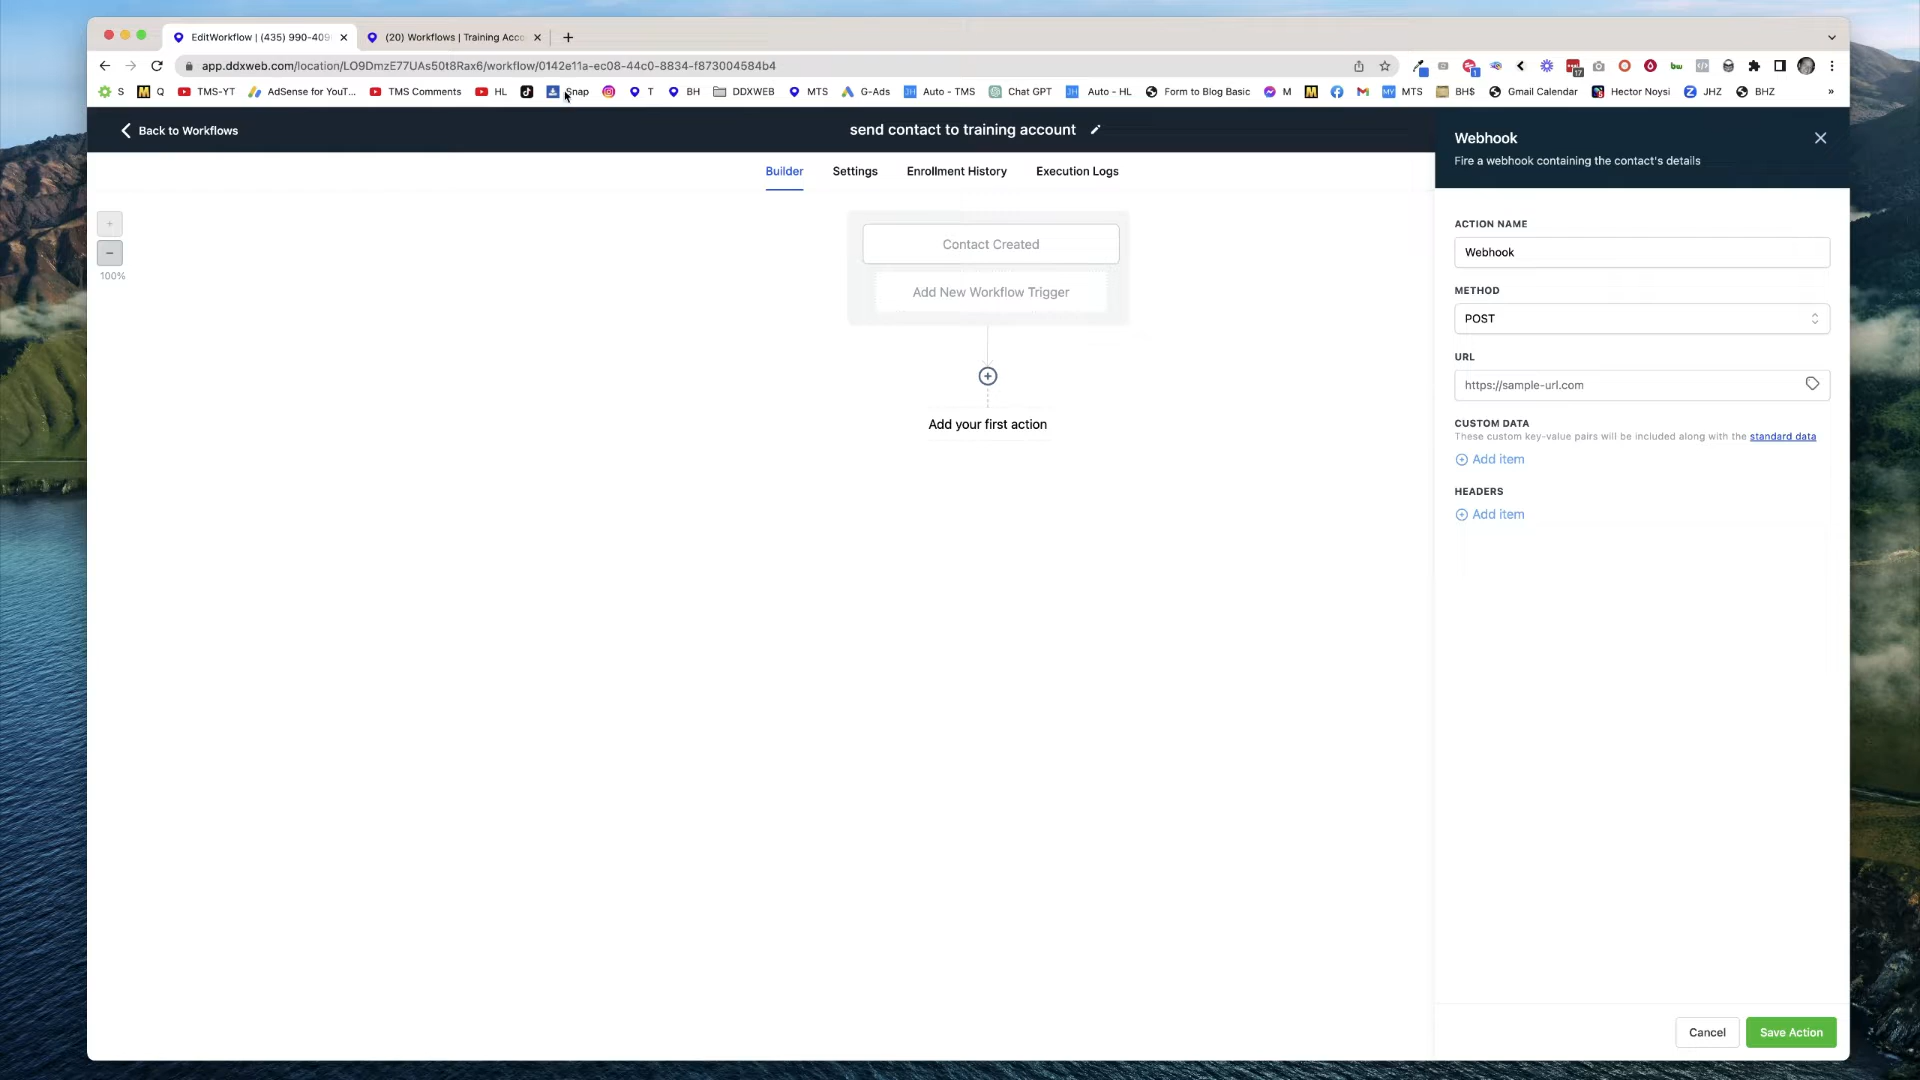 EditWorkflow | (435) 990-409
(20) Workflows | Training Acco
app.ddxweb.com/location/LO9DmzE77UAs50t8Rax6/workflow/0142e11a-ec08-44c0-8834-f873004584b4
S Q TMS-YT AdSense for YouT... TMS Comments HL Snap T BH DDXWEB MTS G-Ads Auto - TMS Chat GPT Auto - HL Form to Blog Basic M MTS BH$ Gmail Calendar Hector Noysi JHZ BHZ »
Back to Workflows
send contact to training account
Builder Settings Enrollment History Execution Logs
100%
Contact Created
Add New Workflow Trigger
Add your first action
Webhook
Fire a webhook containing the contact's details
ACTION NAME
Webhook
METHOD
POST
URL
https://sample-url.com
CUSTOM DATA
These custom key-value pairs will be included along with the standard data
Add item
HEADERS
Add item
Cancel
Save Action